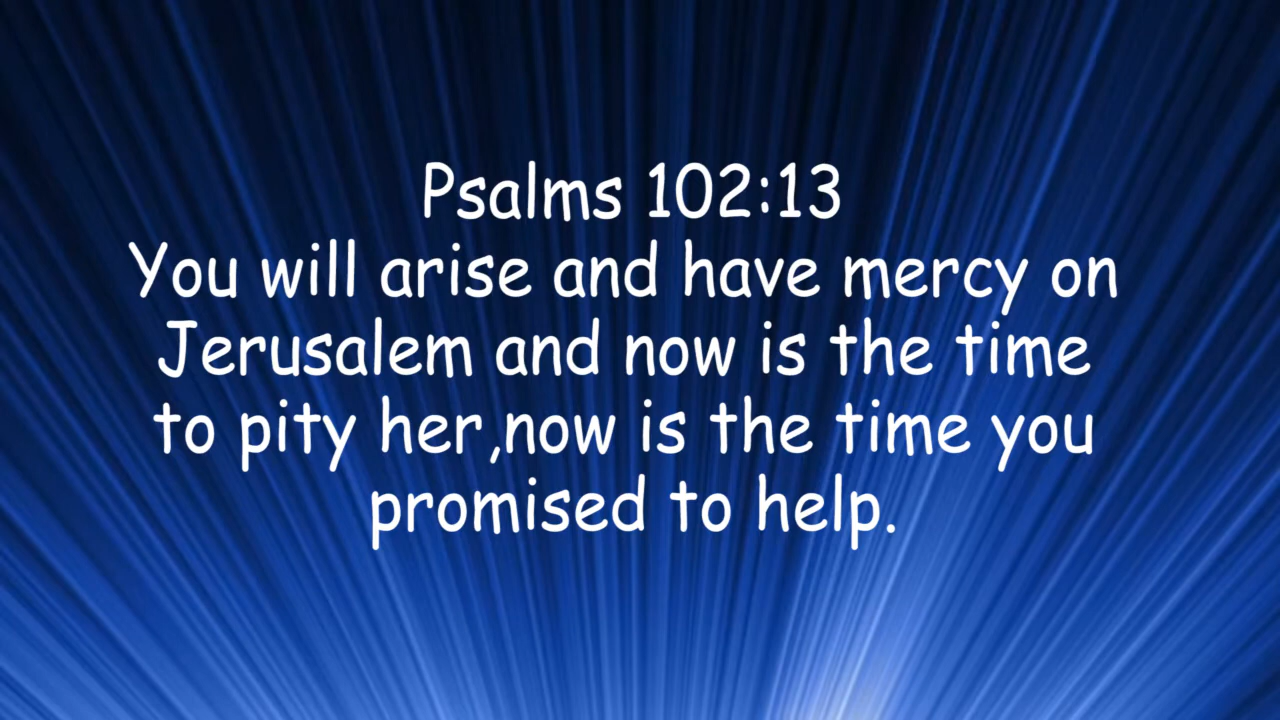 Psalms 102:13
You will arise and have mercy on
Jerusalem and now is the time
to pity her,now is the time you
promised to help.